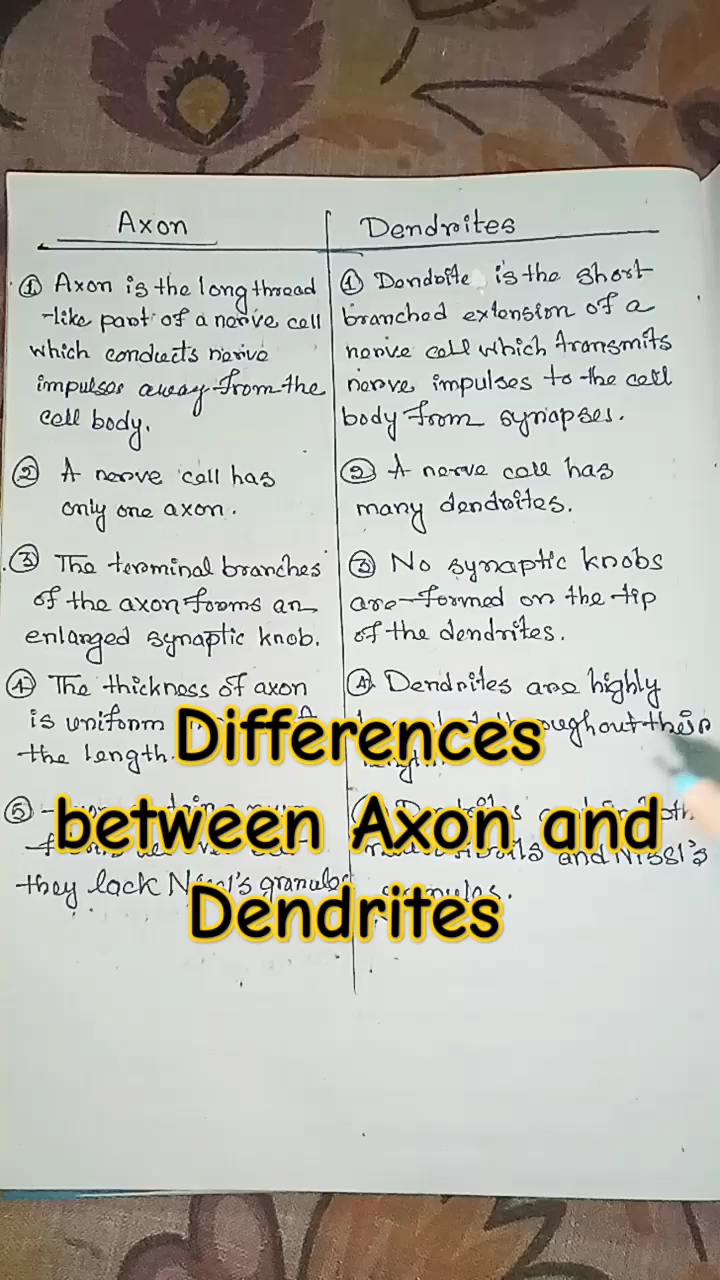 Axon
① Axon is the long thread
-like part of a nerve cell
which conducts nerve
impulses away from the
cell body.
② A nerve cell has
only one axon.
③ The terminal branches
of the axon forms an
enlarged synaptic knob.
④ The thickness of axon
is uniform
the length.
⑤
they lack granules
Dendrites
① Dendrite is the short
branched extension of a
nerve cell which transmits
nerve impulses to the cell
body from synapses.
② A nerve cell has
many dendrites.
③ No synaptic knobs
are formed on the tip
of the dendrites.
④ Dendrites are highly
throughout their
and Nissl's
Differences
between Axon and
Dendrites